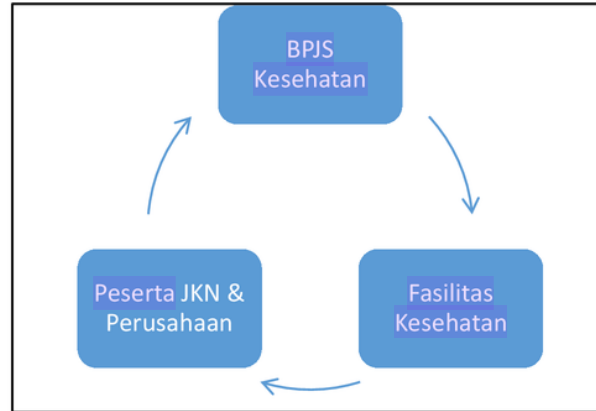 BPJS
Kesehatan
Peserta JKN &
Perusahaan
Fasilitas
Kesehatan